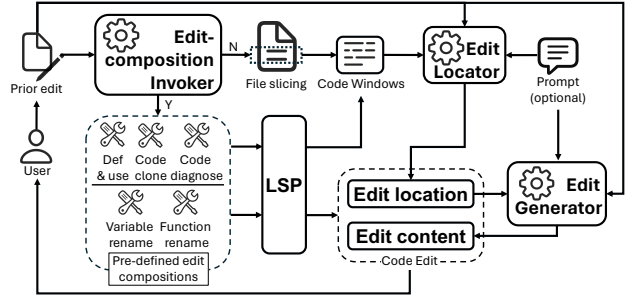 Edit-
composition
Invoker
N
Y
Prior edit
User
File slicing
Code Windows
Edit
Locator
Prompt
(optional)
Def
& use
Code
clone
Code
diagnose
Variable
rename
Function
rename
Pre-defined edit
compositions
LSP
Edit location
Edit content
Code Edit
Edit
Generator